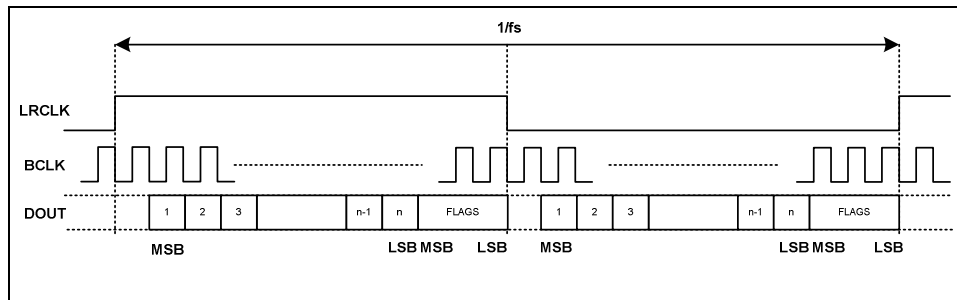 1/fs
LRCLK
BCLK
DOUT 1 2 3 n-1 n FLAGS 1 2 3 n-1 n FLAGS
MSB LSB MSB LSB MSB LSB MSB LSB